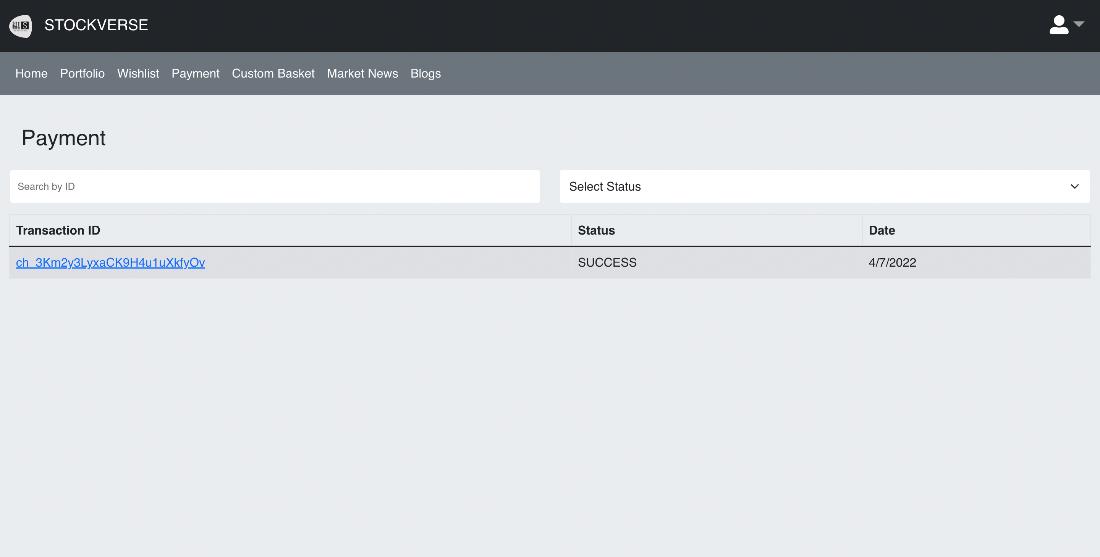 STOCKVERSE
Home Portfolio Wishlist Payment Custom Basket Market News Blogs
Payment
Search by ID Select Status
Transaction ID Status Date
ch_3Km2y3LyxaCK9H4u1uXkfyOv SUCCESS 4/7/2022